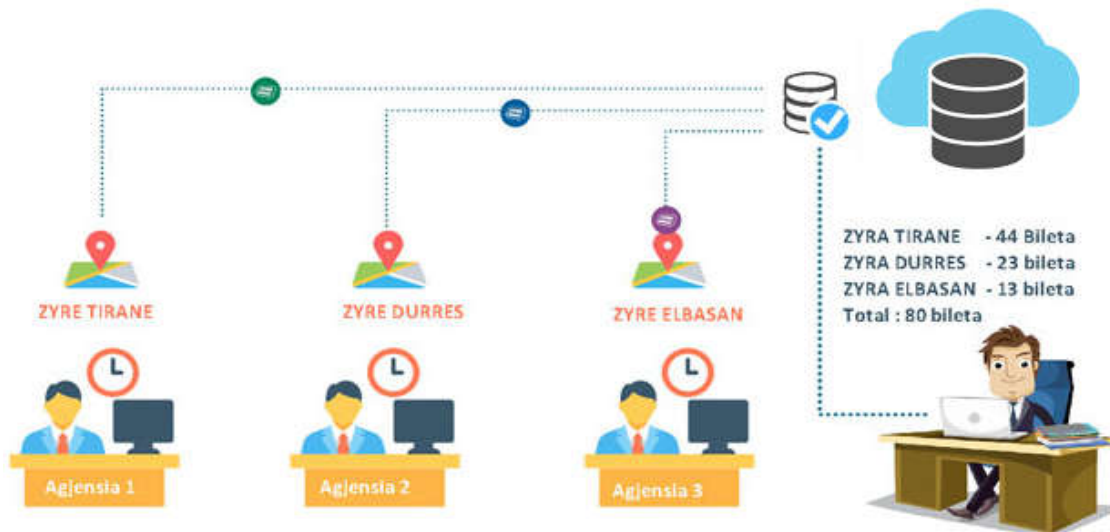 ZYRA TIRANE - 44 Bileta
ZYRA DURRES - 23 bileta
ZYRA ELBASAN - 13 bileta
Total : 80 bileta
ZYRE TIRANE
ZYRE DURRES
ZYRE ELBASAN
Agjensia 1
Agjensia 2
Agjensia 3